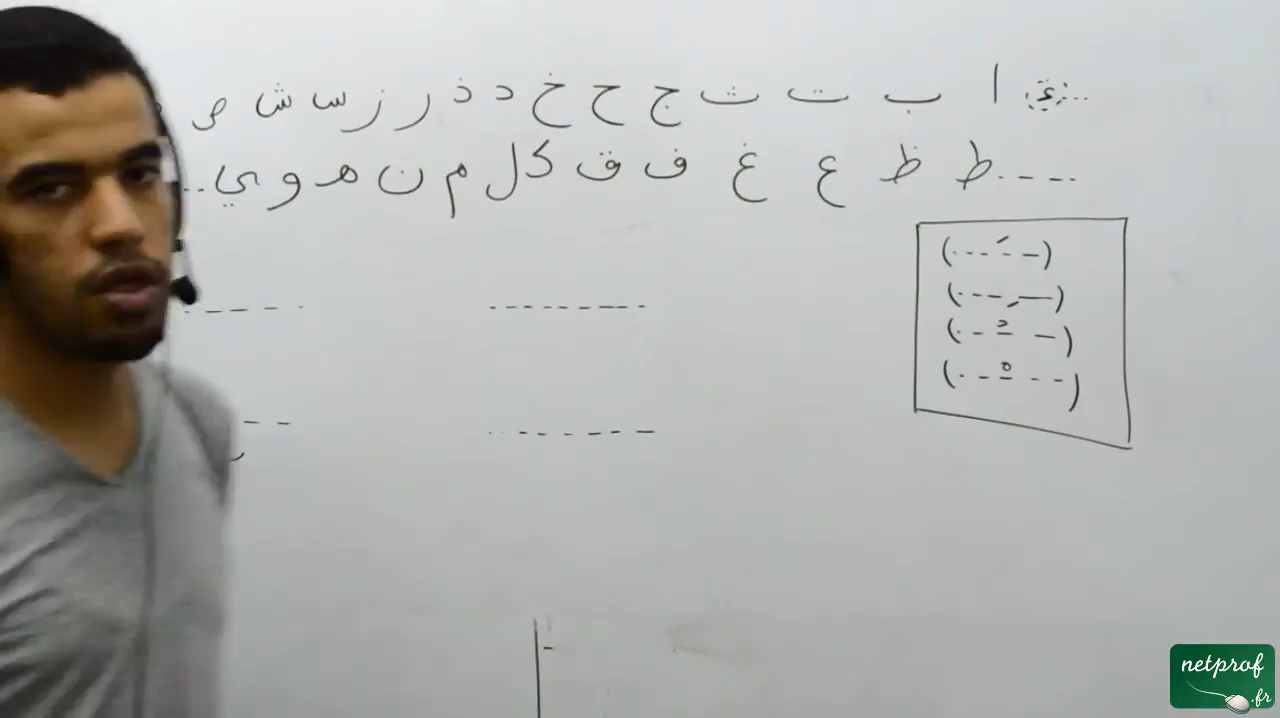 ا ب ت ث ج ح خ د ذ ر ز س ش ص
ط ظ ع غ ف ق ك ل م ن ه و ي
(...َ...)
(...ِ...)
(...ُ...)
(...ْ...)
netprof
.fr